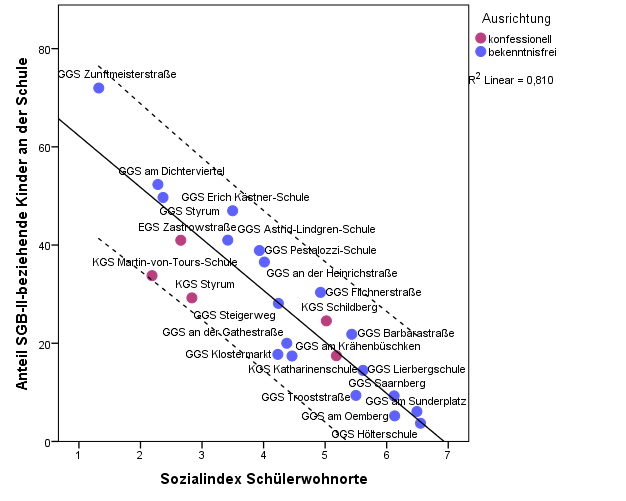 Ausrichtung
konfessionell
bekenntnisfrei
R2 Linear = 0,810
Anteil SGB-II-beziehende Kinder an der Schule
80
60
40
20
0
GGS Zunftmeisterstraße
GGS am Dichterviertel
GGS Erich Kästner-Schule
GGS Styrum
EGS Zastrowstraße
GGS Astrid-Lindgren-Schule
GGS Pestalozzi-Schule
KGS Martin-von-Tours-Schule
GGS an der Heinrichstraße
KGS Styrum
GGS Filchnerstraße
KGS Schildberg
GGS Steigerweg
GGS an der Gathestraße
GGS Barbarastraße
GGS am Krähenbüschken
GGS Klostermarkt
KGS Katharinenschule
GGS Lierbergschule
GGS Saarnberg
GGS Trooststraße
GGS am Sunderplatz
GGS am Oemberg
GGS Hölterschule
1 2 3 4 5 6 7
Sozialindex Schülerwohnorte